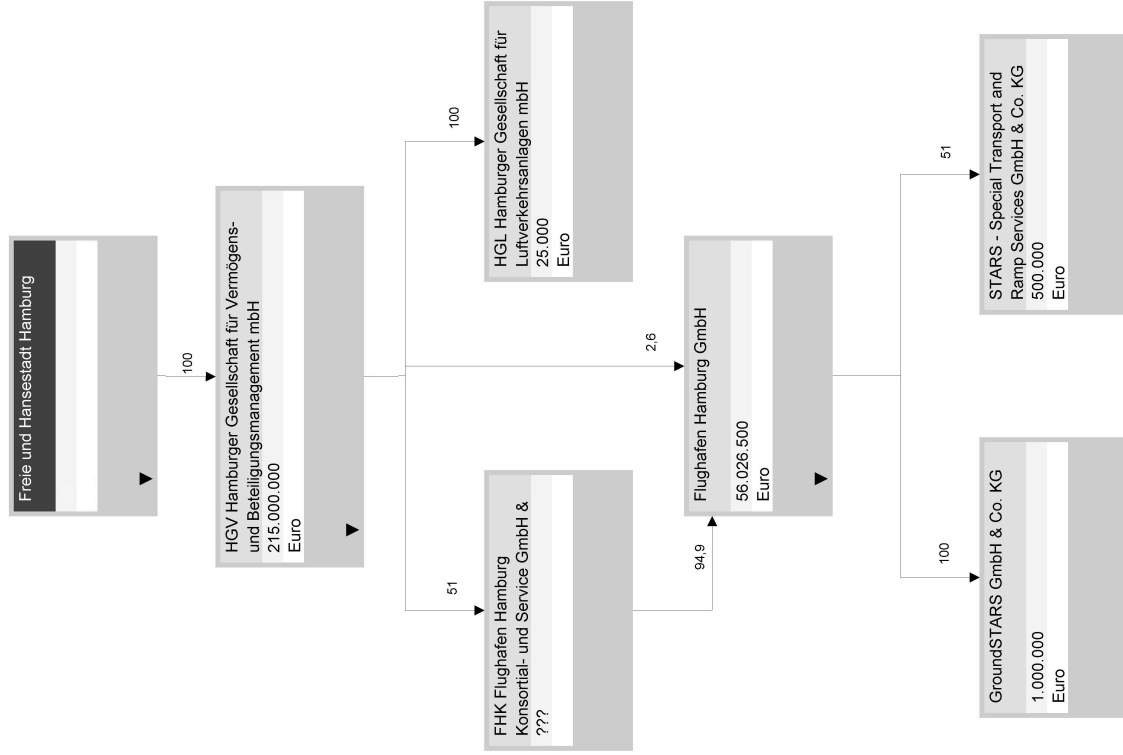 Freie und Hansestadt Hamburg
100
HGV Hamburger Gesellschaft für Vermögens-
und Beteiligungsmanagement mbH
215.000.000
Euro
51
2,6
100
FHK Flughafen Hamburg
Konsortial- und Service GmbH &
???
HGL Hamburger Gesellschaft für
Luftverkehrsanlagen mbH
25.000
Euro
94,9
Flughafen Hamburg GmbH
56.026.500
Euro
100
51
GroundSTARS GmbH & Co. KG
1.000.000
Euro
STARS - Special Transport and
Ramp Services GmbH & Co. KG
500.000
Euro